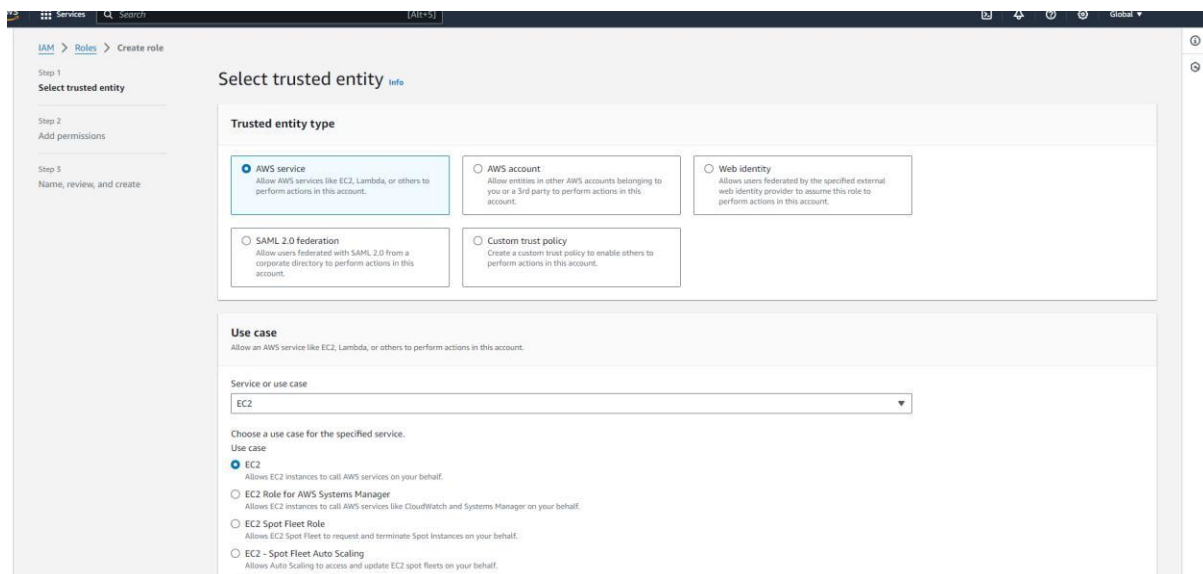 Services
Search
[Alt+S]
Global
IAM > Roles > Create role
Step 1
Select trusted entity
Step 2
Add permissions
Step 3
Name, review, and create
Select trusted entity Info
Trusted entity type
AWS service
Allow AWS services like EC2, Lambda, or others to
perform actions in this account.
AWS account
Allow entities in other AWS accounts belonging to
you or a 3rd party to perform actions in this
account.
Web identity
Allows users federated by the specified external
web identity provider to assume this role to
perform actions in this account.
SAML 2.0 federation
Allow users federated with SAML 2.0 from a
corporate directory to perform actions in this
account.
Custom trust policy
Create a custom trust policy to enable others to
perform actions in this account.
Use case
Allow an AWS service like EC2, Lambda, or others to perform actions in this account.
Service or use case
EC2
Choose a use case for the specified service.
Use case
EC2
Allows EC2 instances to call AWS services on your behalf.
EC2 Role for AWS Systems Manager
Allows EC2 instances to call AWS services like CloudWatch and Systems Manager on your behalf.
EC2 Spot Fleet Role
Allows EC2 Spot Fleet to request and terminate Spot Instances on your behalf.
EC2 - Spot Fleet Auto Scaling
Allows Auto Scaling to access and update EC2 spot fleets on your behalf.